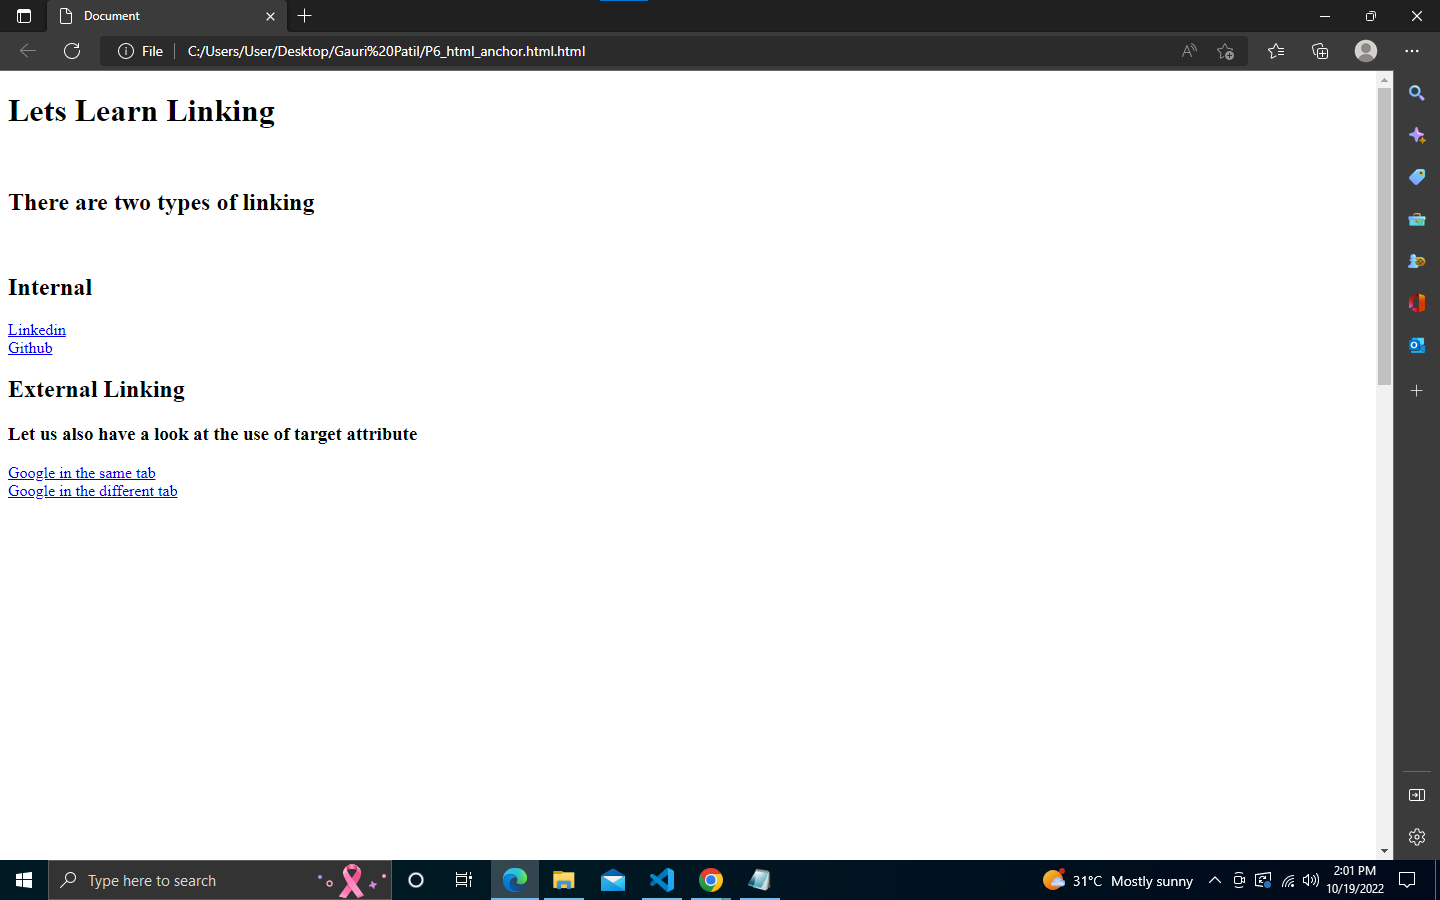 Document
File
C:/Users/User/Desktop/Gauri%20Patil/P6_html_anchor.html.html
Lets Learn Linking
There are two types of linking
Internal
Linkedin
Github
External Linking
Let us also have a look at the use of target attribute
Google in the same tab
Google in the different tab
Type here to search
31°C Mostly sunny
2:01 PM
10/19/2022